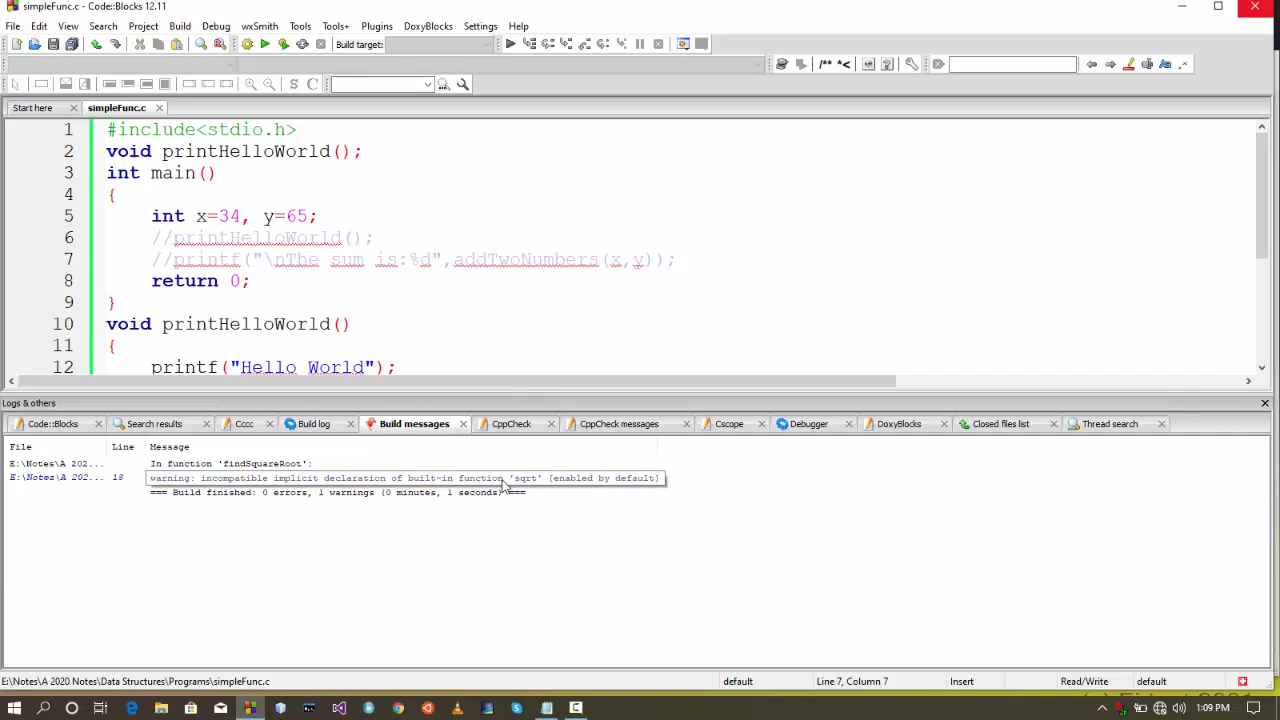 simpleFunc.c - Code::Blocks 12.11
File Edit View Search Project Build Debug wxSmith Tools Tools+ Plugins DoxyBlocks Settings Help
Build target:
/** *<
Start here simpleFunc.c
1 #include<stdio.h>
2 void printHelloWorld();
3 int main()
4 {
5 int x=34, y=65;
6 //printHelloWorld();
7 //printf("\nThe sum is:%d",addTwoNumbers(x,y));
8 return 0;
9 }
10 void printHelloWorld()
11 {
12 printf("Hello World");
Logs & others
Code::Blocks Search results Cccc Build log Build messages CppCheck CppCheck messages Cscope Debugger DoxyBlocks Closed files list Thread search
File Line Message
E:\Notes\A 202... In function 'findSquareRoot':
E:\Notes\A 202... 18 warning: incompatible implicit declaration of built-in function 'sqrt' [enabled by default]
=== Build finished: 0 errors, 1 warnings (0 minutes, 1 seconds) ===
E:\Notes\A 2020 Notes\Data Structures\Programs\simpleFunc.c default Line 7, Column 7 Insert Read/Write default
1:09 PM